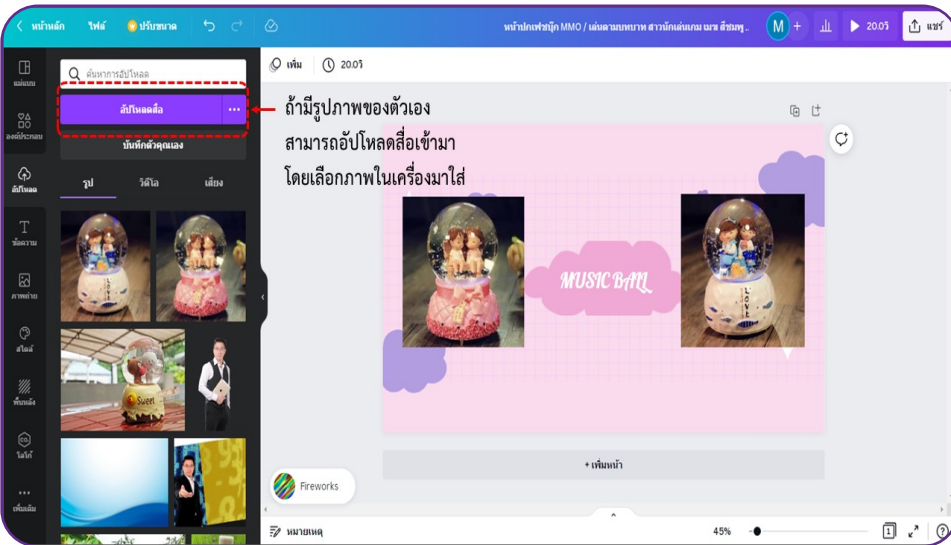 หน้าหลัก ไฟล์ ปรับขนาด
หน้าปกเฟซบุ๊ก MMO / เล่นตามบทบาท สาวนักเล่นเกม เมฆ สีชมพู..
M + 20.0วิ แชร์
แม่แบบ
องค์ประกอบ
อัปโหลด
ข้อความ
ภาพถ่าย
สไตล์
พื้นหลัง
CO.
โลโก้
เพิ่มเติม
ค้นหาการอัปโหลด
อัปโหลดสื่อ
บันทึกตัวคุณเอง
รูป วิดีโอ เสียง
LOVE
Sweet
เพิ่ม 20.0วิ
ถ้ามีรูปภาพของตัวเอง
สามารถอัปโหลดสื่อเข้ามา
โดยเลือกภาพในเครื่องมาใส่
MUSIC BALL
LOVE
+ เพิ่มหน้า
Fireworks
หมายเหตุ
45% 1